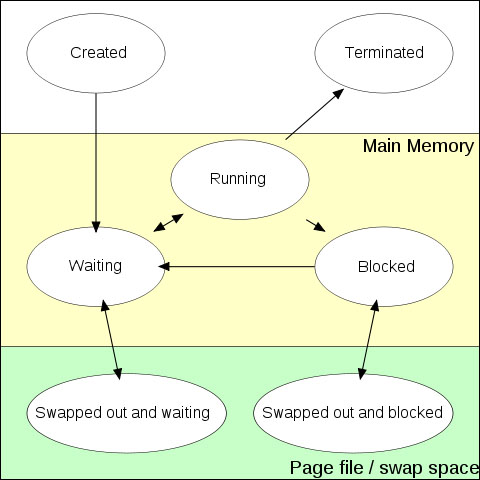 Created
Terminated
Main Memory
Running
Waiting
Blocked
Swapped out and waiting
Swapped out and blocked
Page file / swap space